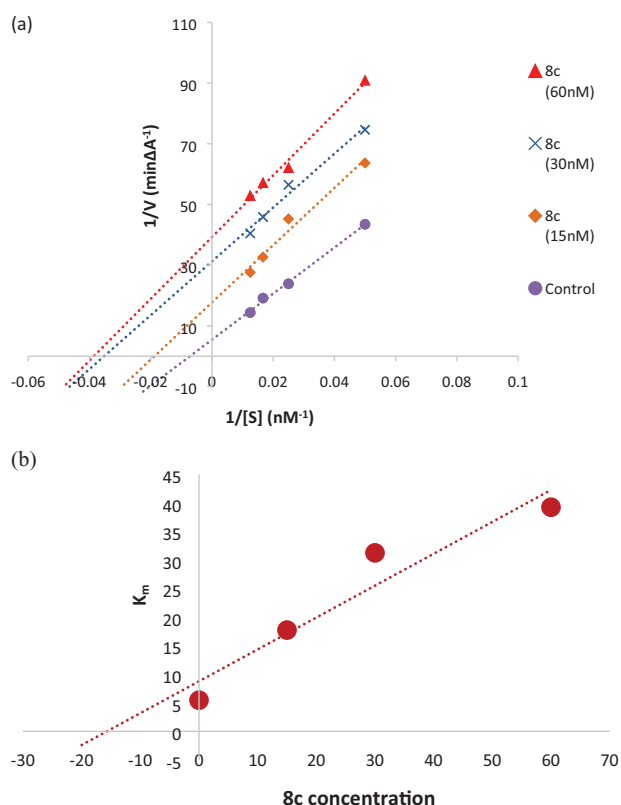 (a)
110
90
70
50
30
10
-10
1/V (minΔA⁻¹)
-0.06
-0.04
-0.02
0
0.02
0.04
0.06
0.08
0.1
1/[S] (nM⁻¹)
8c
(60nM)
8c
(30nM)
8c
(15nM)
Control
(b)
45
40
35
30
25
20
15
10
5
0
-5
Kₘ
-30
-20
-10
0
10
20
30
40
50
60
70
8c concentration